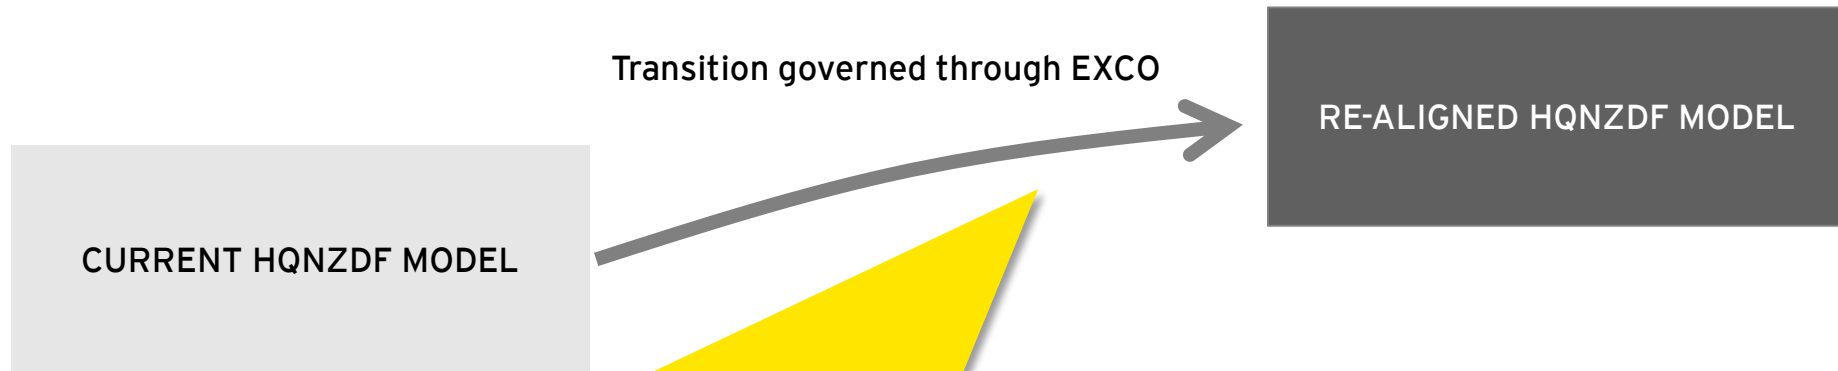 Transition governed through EXCO
RE-ALIGNED HQNZDF MODEL
CURRENT HQNZDF MODEL